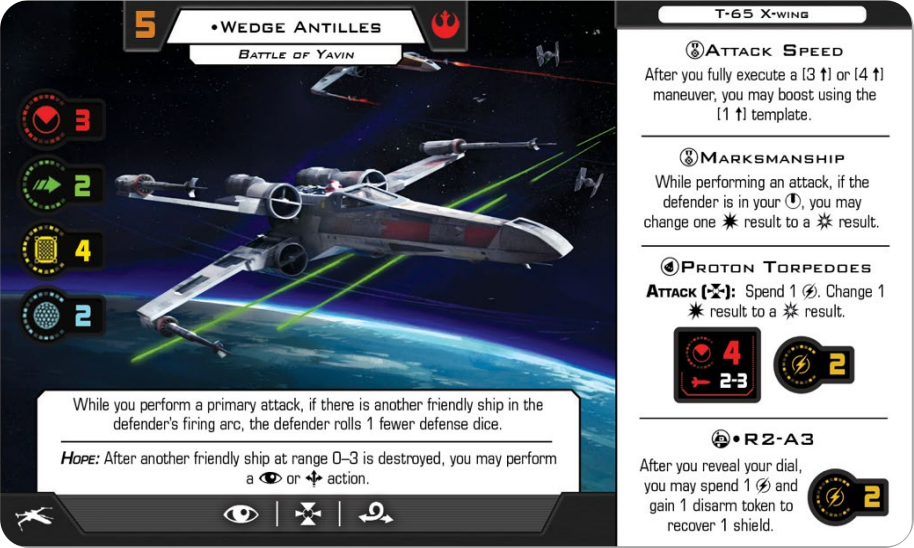 5
•Wedge Antilles
Battle of Yavin
3
2
4
2
While you perform a primary attack, if there is another friendly ship in the
defender's firing arc, the defender rolls 1 fewer defense dice.
Hope: After another friendly ship at range 0–3 is destroyed, you may perform
a or action.
T-65 X-wing
Attack Speed
After you fully execute a [3 ↑] or [4 ↑]
maneuver, you may boost using the
[1 ↑] template.
Marksmanship
While performing an attack, if the
defender is in your , you may
change one result to a result.
Proton Torpedoes
Attack ( ): Spend 1 . Change 1
result to a result.
4
2-3
2
•R2-A3
After you reveal your dial,
you may spend 1 and
gain 1 disarm token to
recover 1 shield.
2